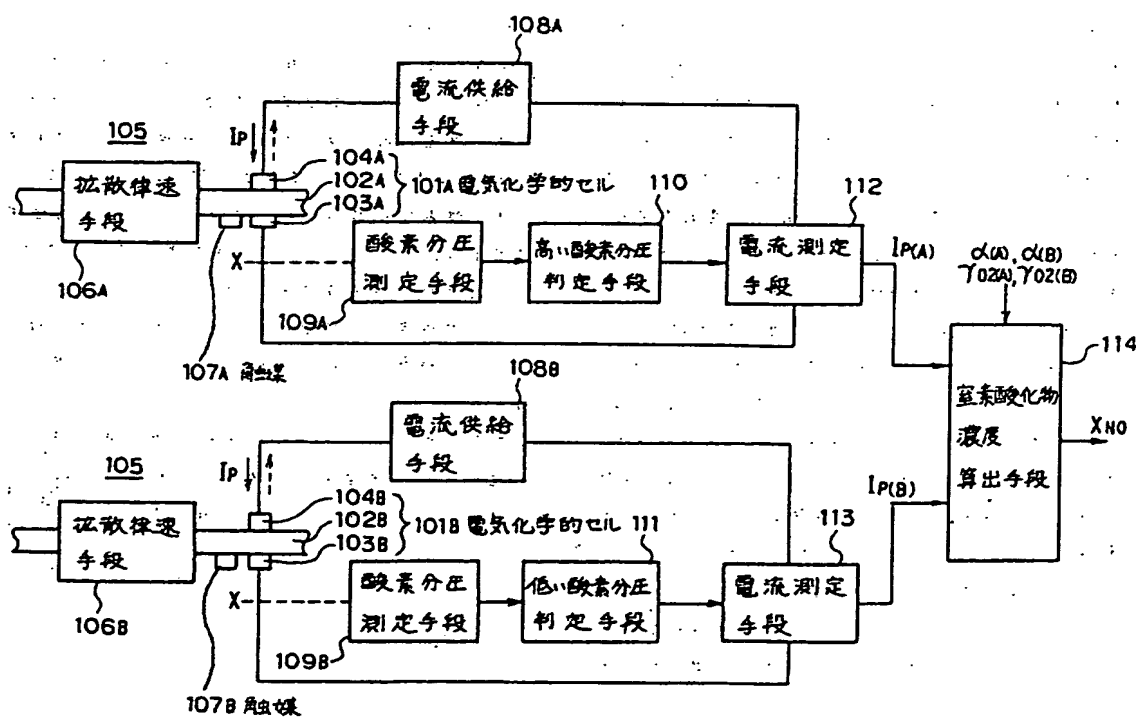 108A
電流供給
手段
105
IP
拡散律速
手段
106A
104A
102A
103A
101A 電気化学的セル
X
酸素分圧
測定手段
109A
110
高い酸素分圧
判定手段
112
電流測定
手段
IP(A)
α(A), α(B)
γO2(A), γO2(B)
107A 触媒
114
窒素酸化物
濃度
算出手段
XNO
108B
電流供給
手段
105
IP
拡散律速
手段
106B
104B
102B
103B
101B 電気化学的セル
X
酸素分圧
測定手段
109B
111
低い酸素分圧
判定手段
113
電流測定
手段
IP(B)
107B 触媒